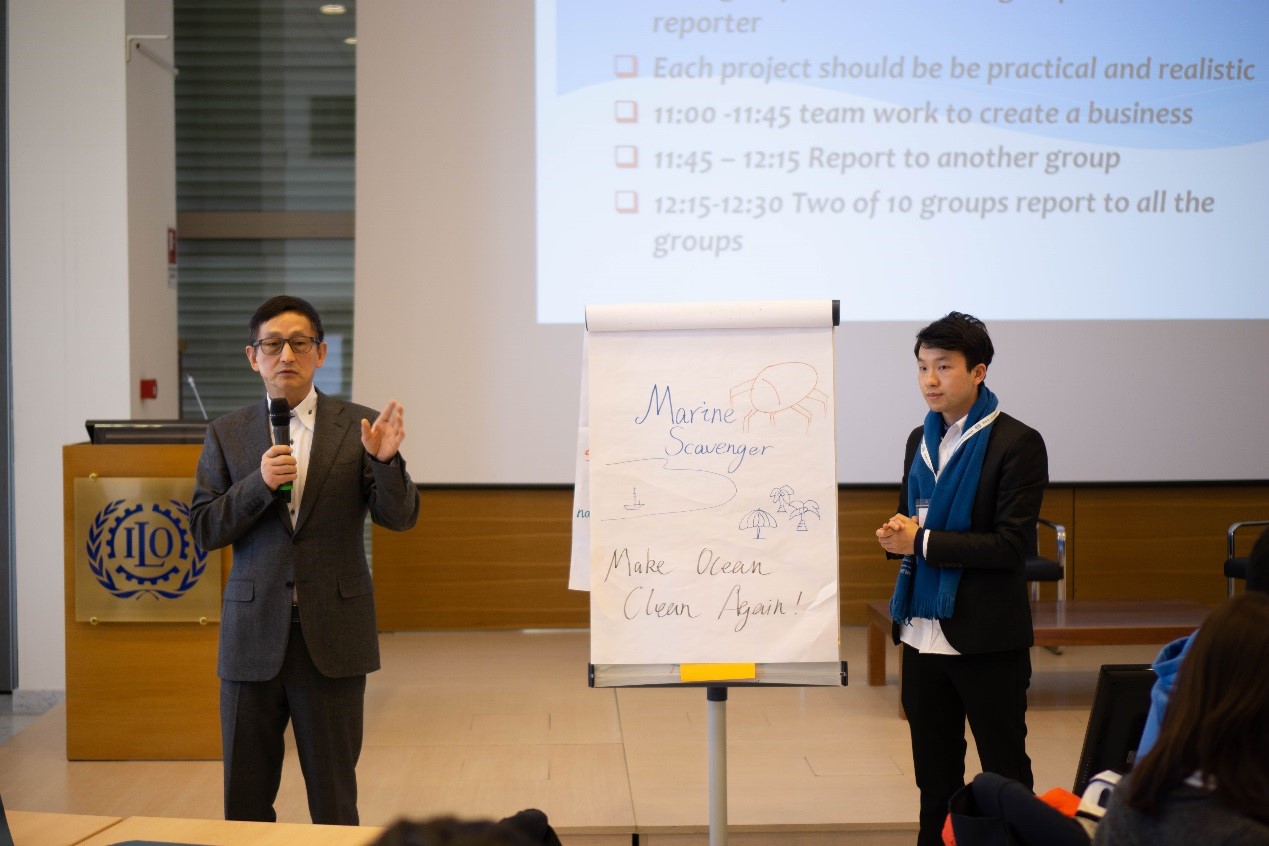 reporter
Each project should be be practical and realistic
11:00 -11:45 team work to create a business
11:45 – 12:15 Report to another group
12:15-12:30 Two of 10 groups report to all the
groups
Marine
Scavenger
Make Ocean
Clean Again!
ILO
na